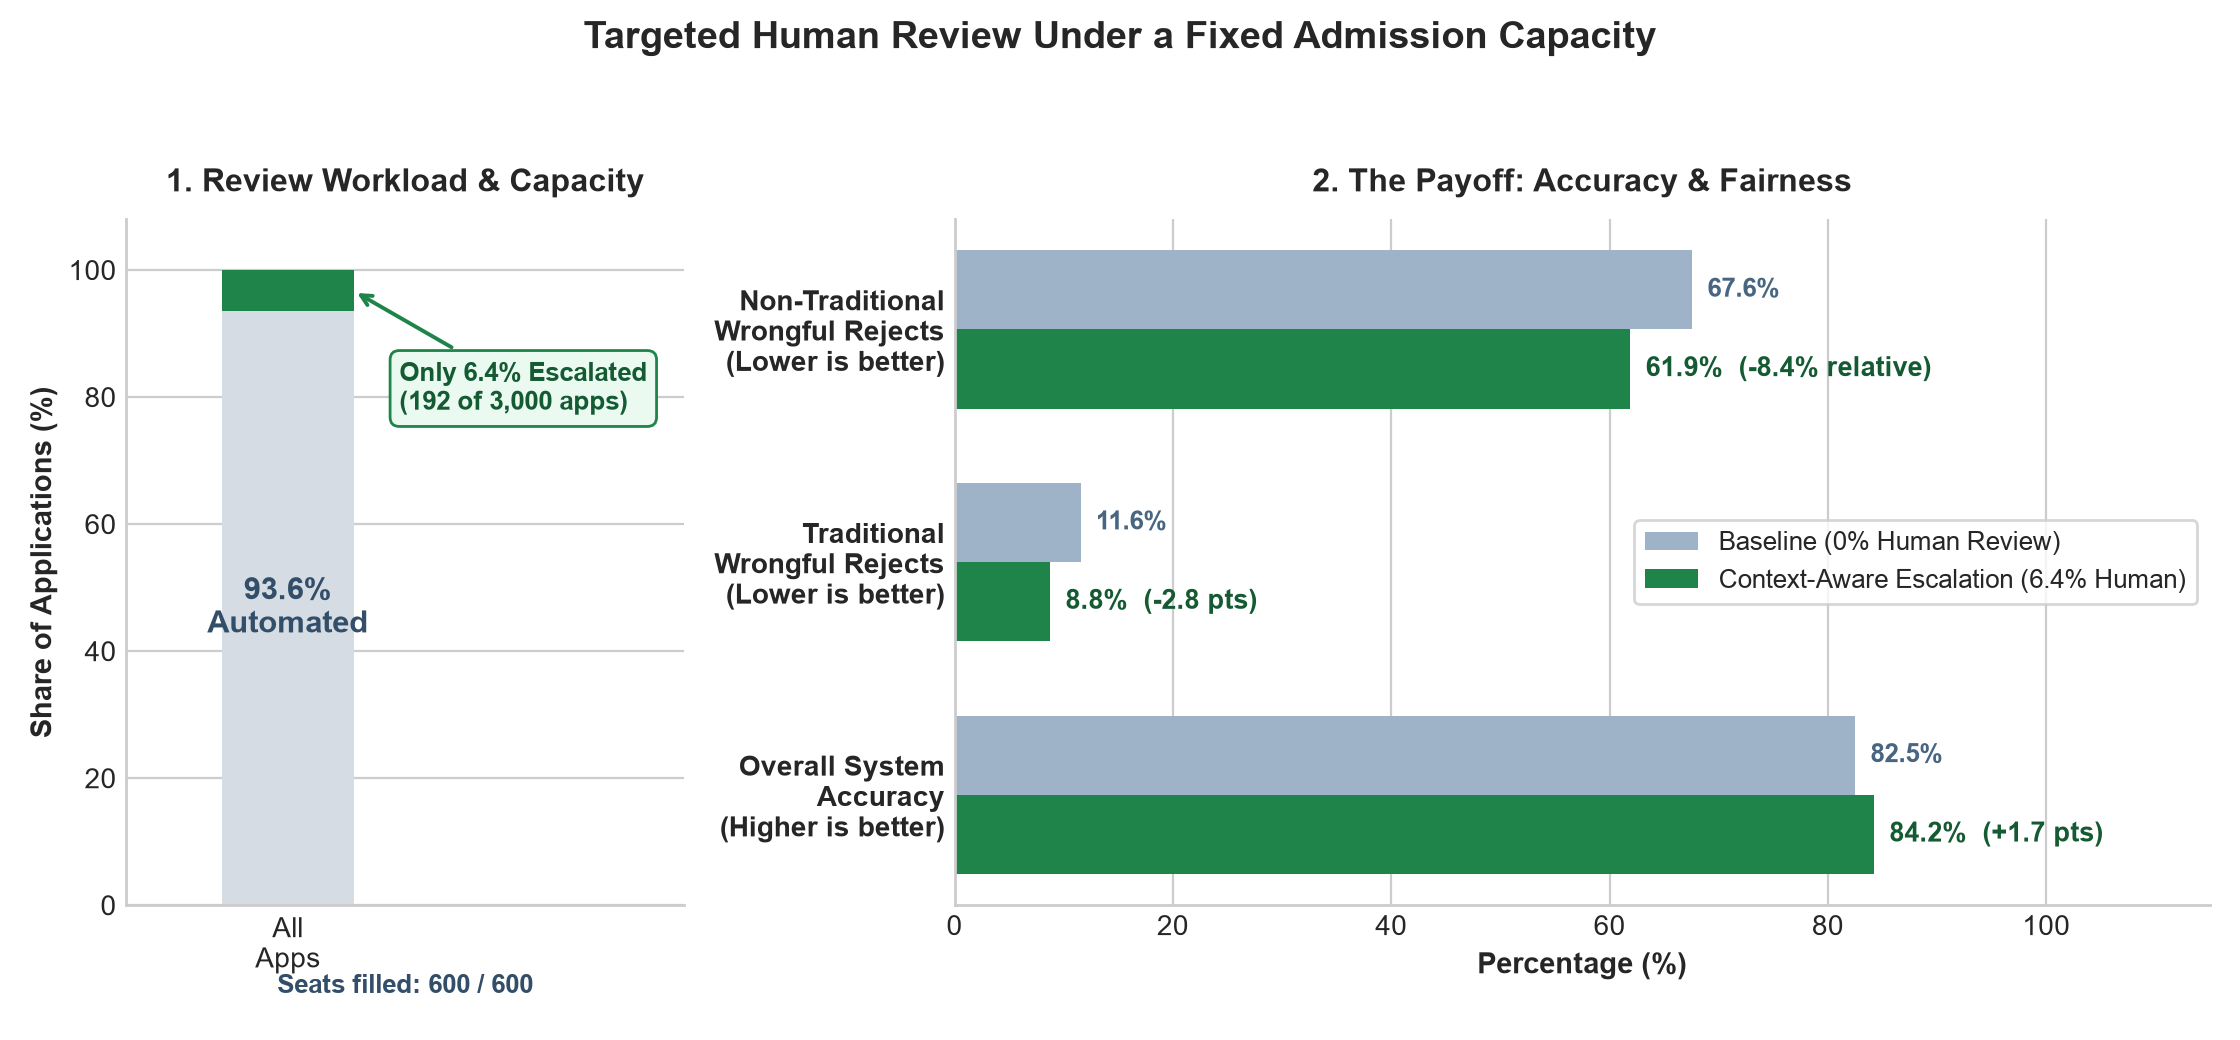 Targeted Human Review Under a Fixed Admission Capacity
1. Review Workload & Capacity
Share of Applications (%)
100
80
60
40
20
0
Only 6.4% Escalated
(192 of 3,000 apps)
93.6%
Automated
All
Apps
Seats filled: 600 / 600
2. The Payoff: Accuracy & Fairness
Non-Traditional
Wrongful Rejects
(Lower is better)
67.6%
61.9% (-8.4% relative)
Traditional
Wrongful Rejects
(Lower is better)
11.6%
8.8% (-2.8 pts)
Baseline (0% Human Review)
Context-Aware Escalation (6.4% Human)
Overall System
Accuracy
(Higher is better)
82.5%
84.2% (+1.7 pts)
0
20
40
60
80
100
Percentage (%)